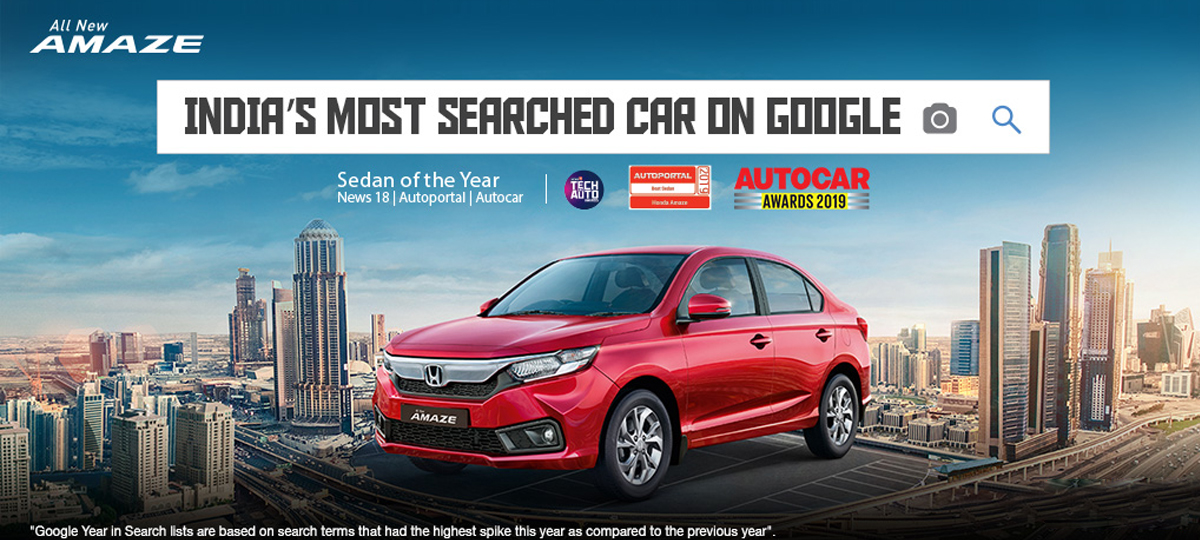 All New
AMAZE
INDIA'S MOST SEARCHED CAR ON GOOGLE
Sedan of the Year
News 18 | Autoportal | Autocar
TECH
AUTO
AUTOPORTAL
2019
Best Sedan
Honda Amaze
AUTOCAR
AWARDS 2019
AMAZE
"Google Year in Search lists are based on search terms that had the highest spike this year as compared to the previous year".